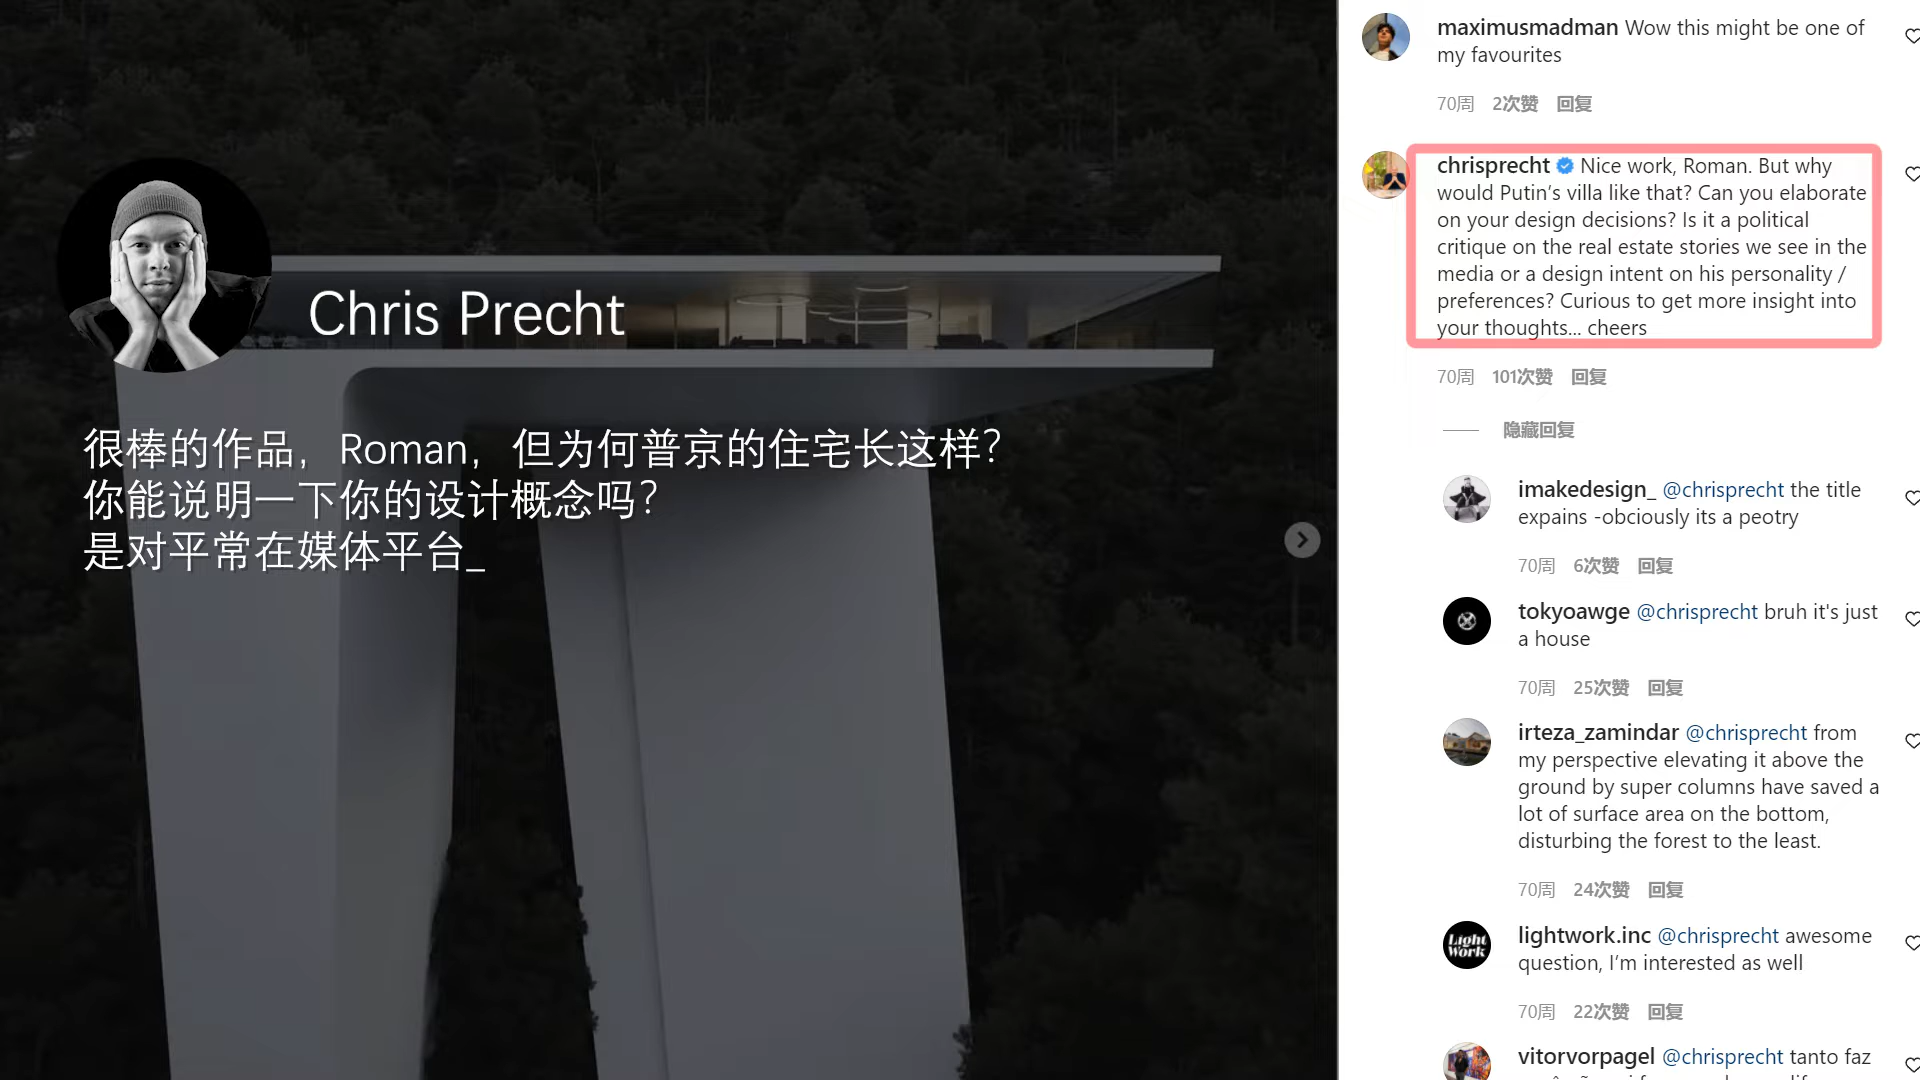 Chris Precht
很棒的作品，Roman，但为何普京的住宅长这样？
你能说明一下你的设计概念吗？
是对平常在媒体平台_
maximusmadman Wow this might be one of
my favourites
70周 2次赞 回复
chrisprecht Nice work, Roman. But why
would Putin’s villa like that? Can you elaborate
on your design decisions? Is it a political
critique on the real estate stories we see in the
media or a design intent on his personality /
preferences? Curious to get more insight into
your thoughts... cheers
70周 101次赞 回复
隐藏回复
imakedesign_ @chrisprecht the title
expains -obciously its a peotry
70周 6次赞 回复
tokyoawge @chrisprecht bruh it's just
a house
70周 25次赞 回复
irteza_zamindar @chrisprecht from
my perspective elevating it above the
ground by super columns have saved a
lot of surface area on the bottom,
disturbing the forest to the least.
70周 24次赞 回复
Light
Work
lightwork.inc @chrisprecht awesome
question, I’m interested as well
70周 22次赞 回复
vitorvorpagel @chrisprecht tanto faz